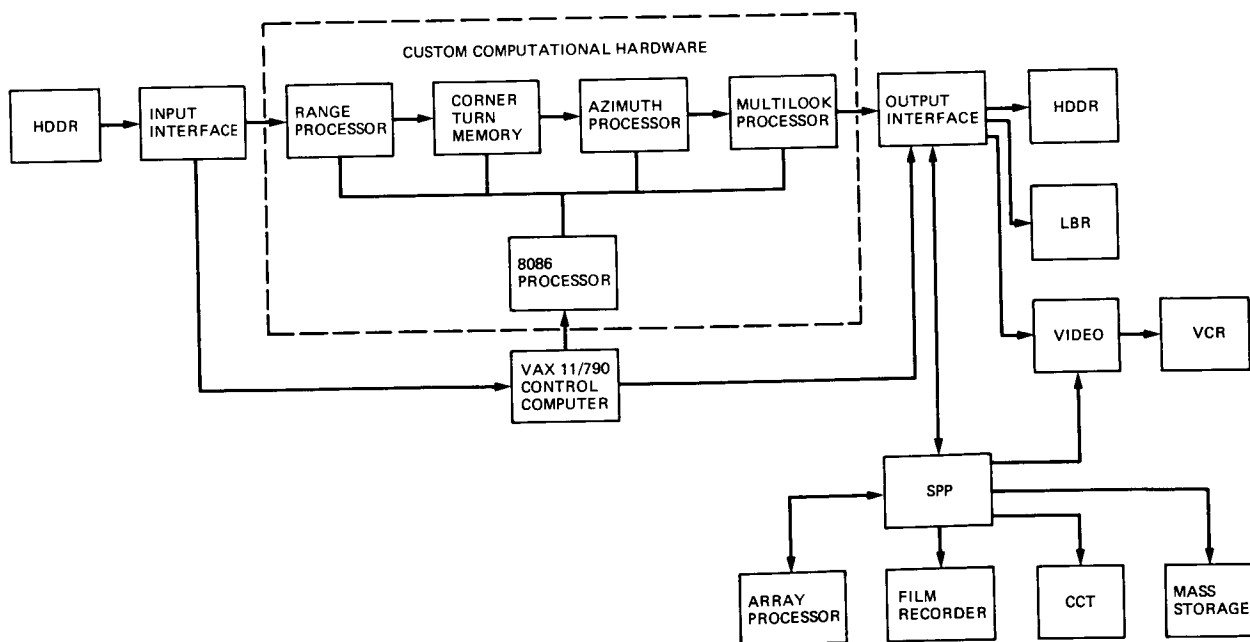 CUSTOM COMPUTATIONAL HARDWARE
HDDR
INPUT
INTERFACE
RANGE
PROCESSOR
CORNER
TURN
MEMORY
AZIMUTH
PROCESSOR
MULTILOOK
PROCESSOR
OUTPUT
INTERFACE
HDDR
LBR
8086
PROCESSOR
VIDEO
VCR
VAX 11/790
CONTROL
COMPUTER
SPP
ARRAY
PROCESSOR
FILM
RECORDER
CCT
MASS
STORAGE